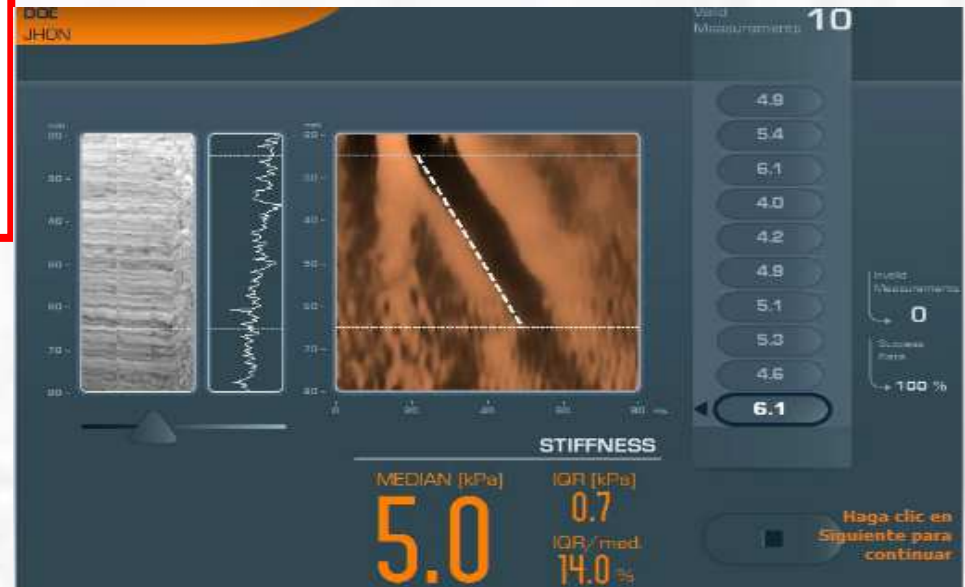 DOE
JHON
Valid
Measurements
10
4.9
5.4
6.1
4.0
4.2
4.9
5.1
5.3
4.6
6.1
Invalid
Measurements
0
Success
Rate
100 %
STIFFNESS
MEDIAN [kPa]
5.0
IQR [kPa]
0.7
IQR/med.
14.0 %
Haga clic en
Siguiente para
continuar